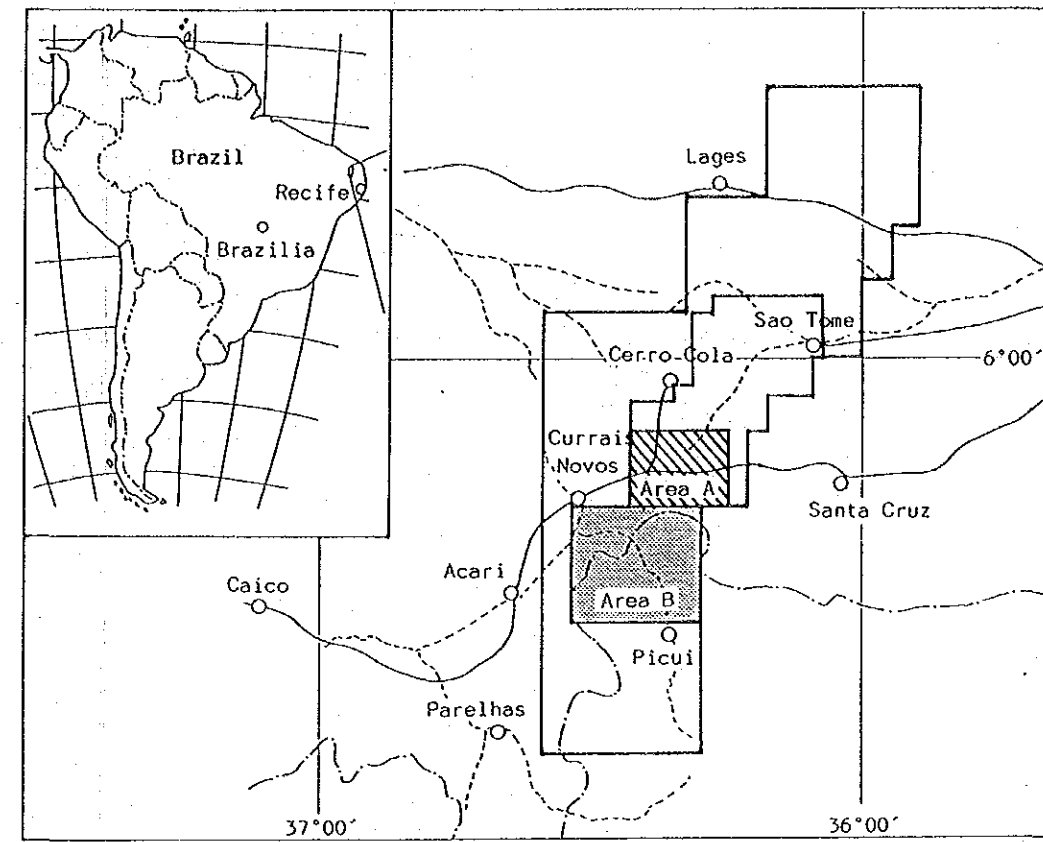 Brazil
Recife
Brazilia
Lages
Sao Tome
6°00′
Cerro Cola
Currais
Novos
Area A
Santa Cruz
Caico
Acari
Area B
Picui
Parelhas
37°00′
36°00′